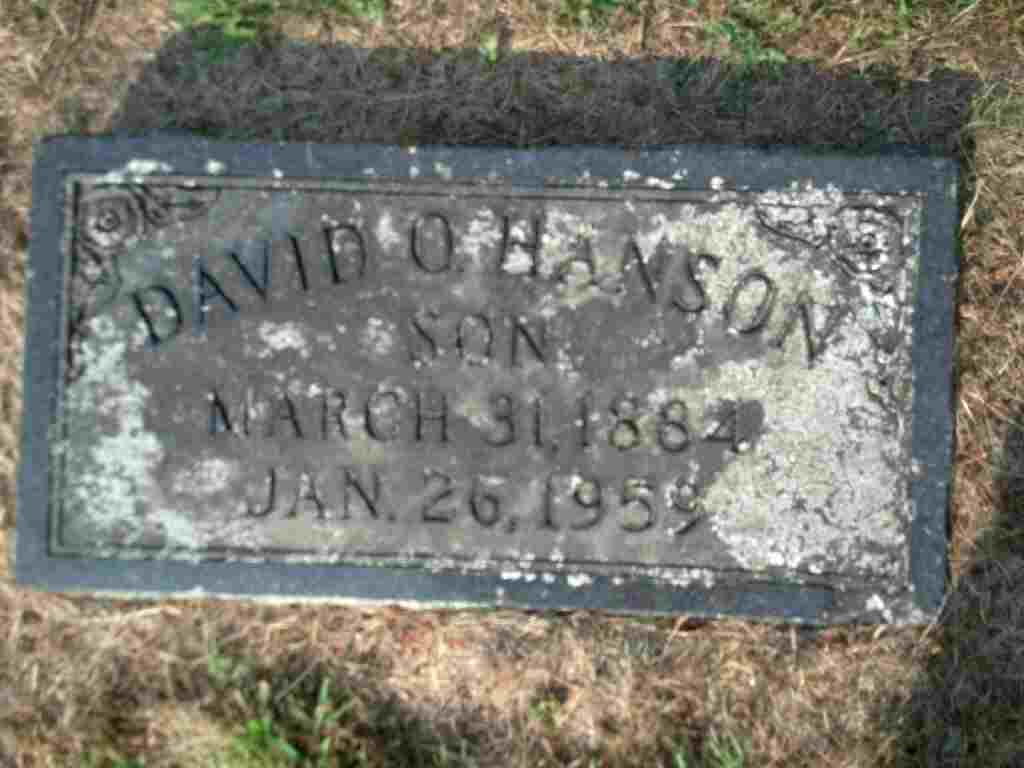 DAVID O. HANSON
SON
MARCH 31, 1884
JAN. 26, 1959